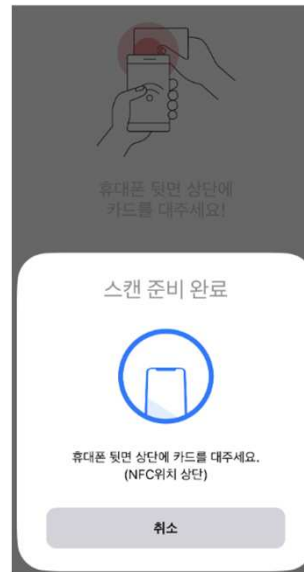 휴대폰 뒷면 상단에
카드를 대주세요!
스캔 준비 완료
휴대폰 뒷면 상단에 카드를 대주세요.
(NFC위치 상단)
취소